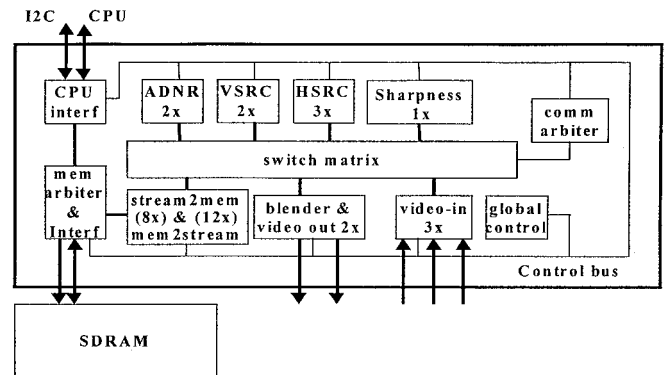 I2C CPU
CPU
interf
ADNR
2x
VSRC
2x
HSRC
3x
Sharpness
1x
comm
arbiter
switch matrix
mem
arbiter
&
Interf
stream2mem
(8x) & (12x)
mem2stream
blender &
video out 2x
video-in
3x
global
control
Control bus
SDRAM